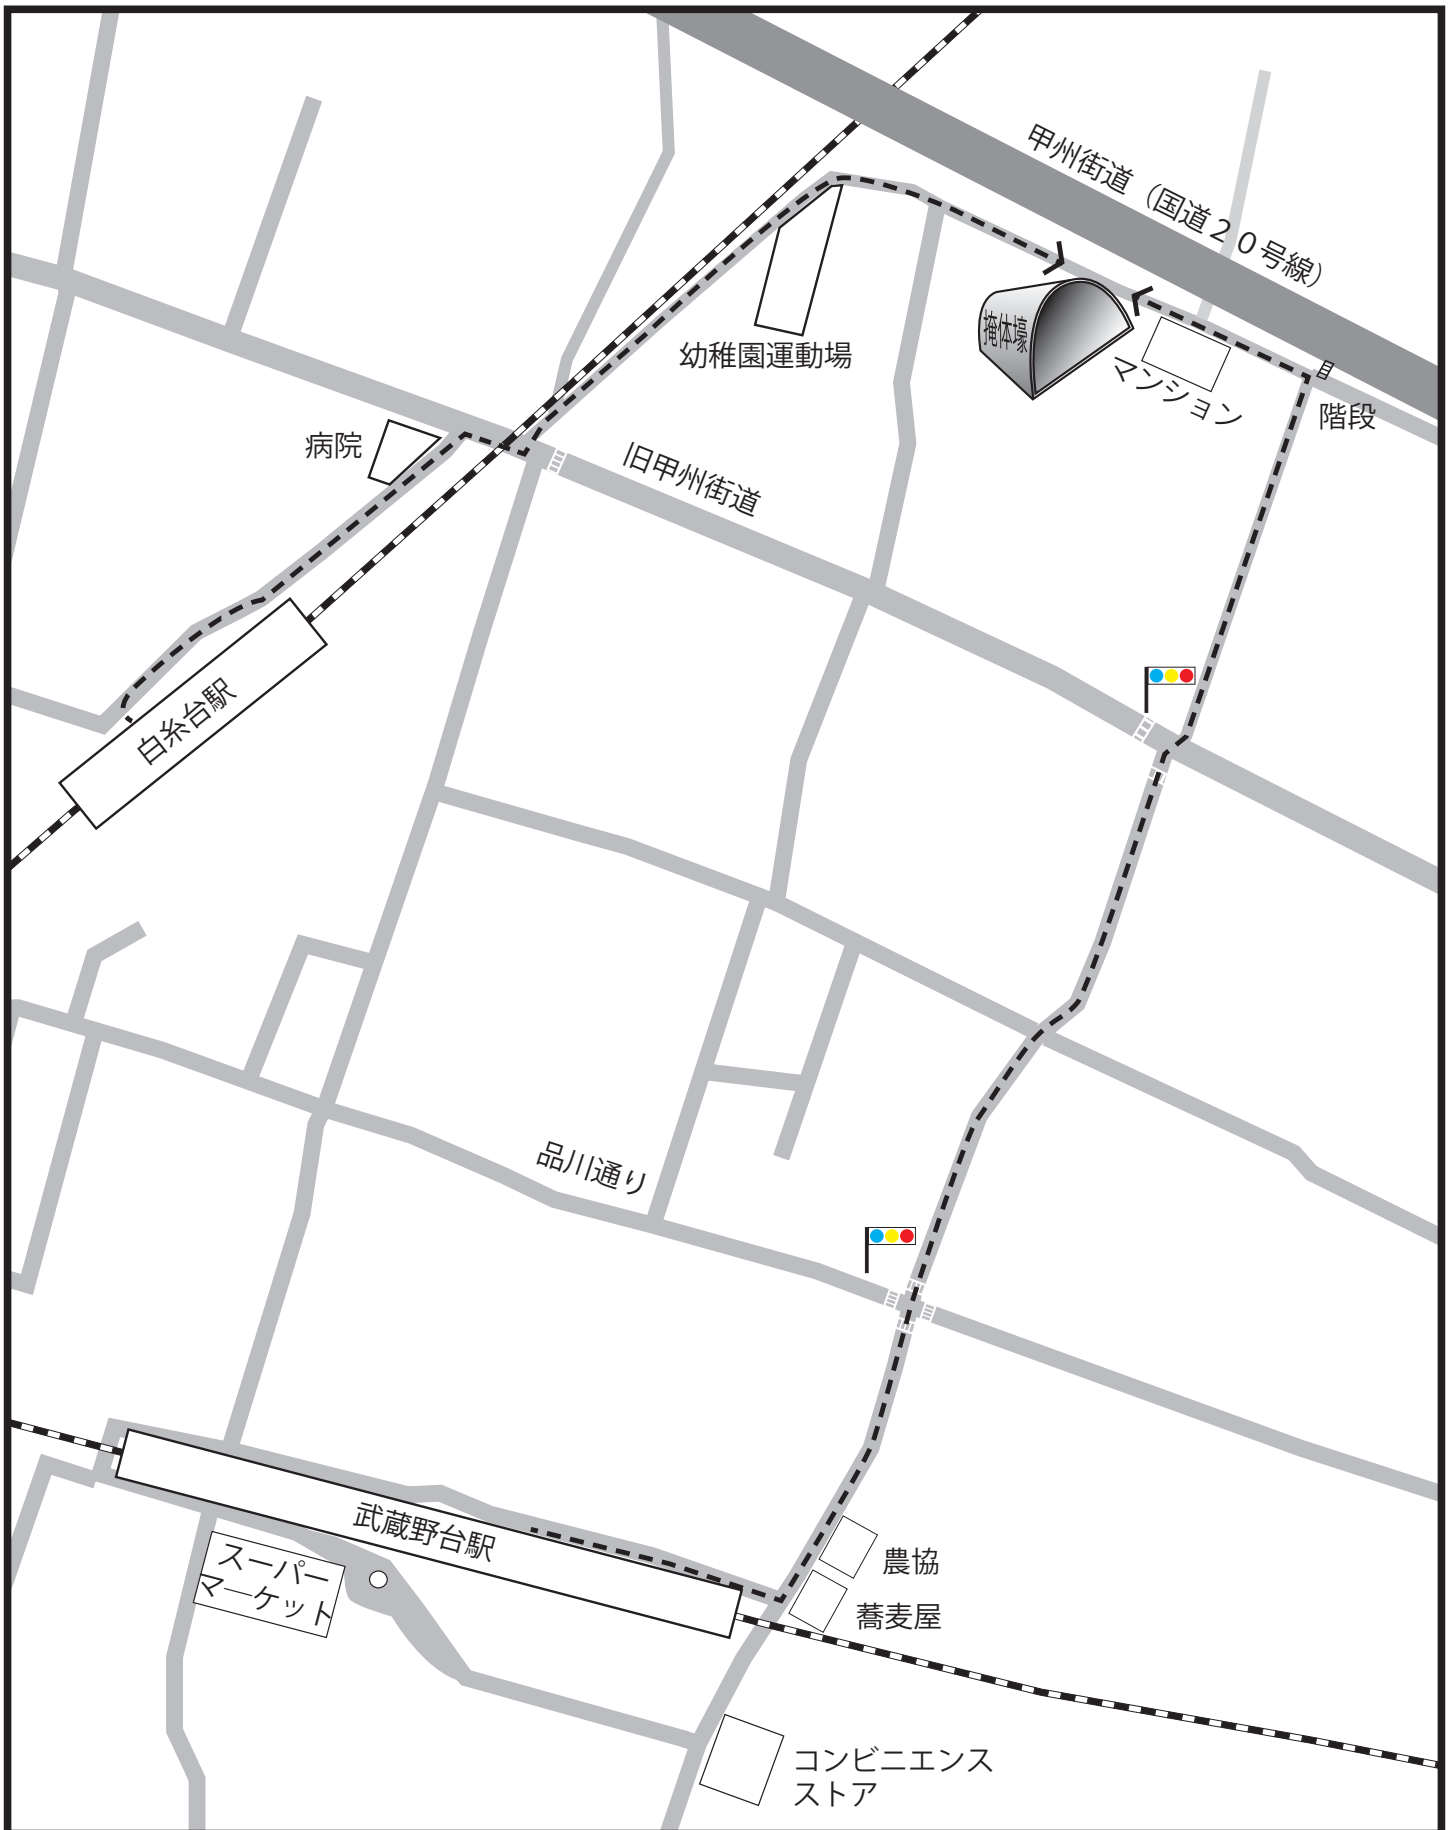 甲州街道（国道２０号線）
掩体壕
マンション
階段
幼稚園運動場
病院
旧甲州街道
白糸台駅
品川通り
武蔵野台駅
スーパー
マーケット
農協
蕎麦屋
コンビニエンス
ストア